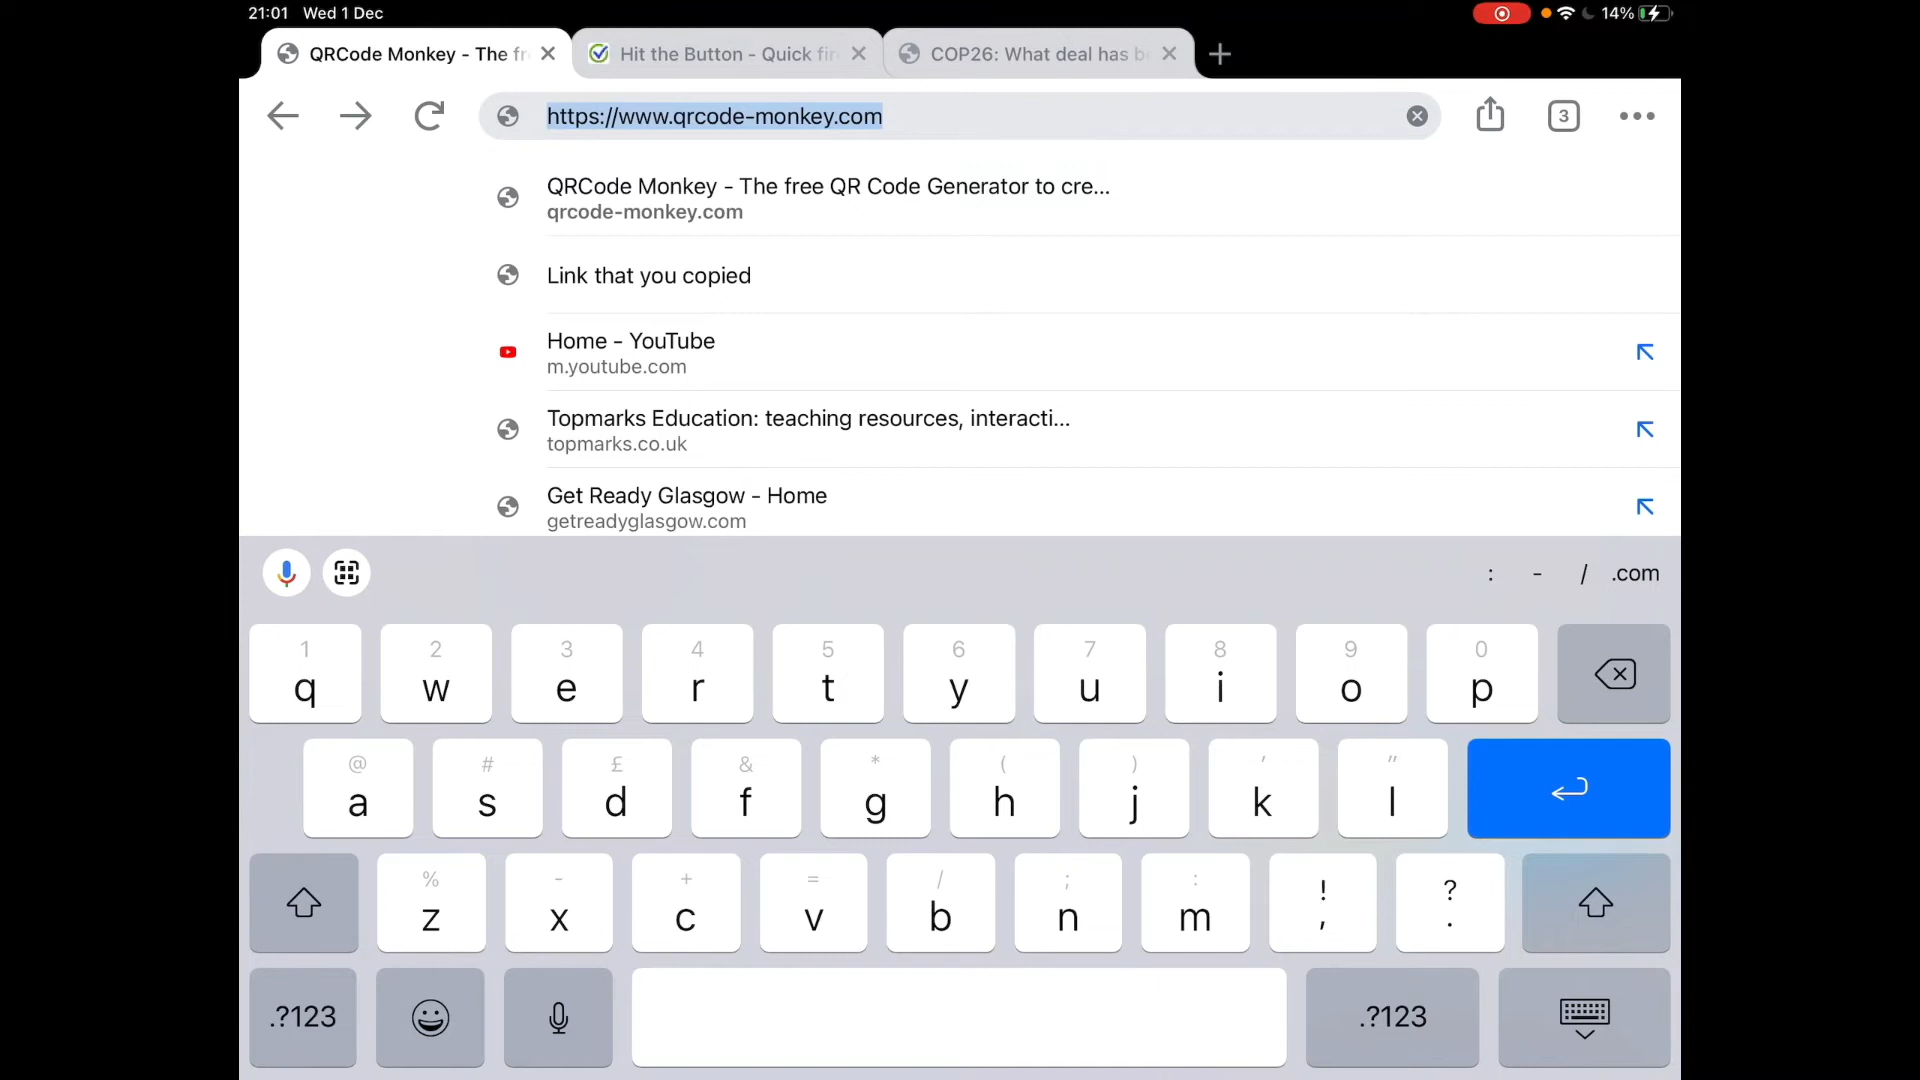 21:01 Wed 1 Dec
14%
QRCode Monkey - The fr
Hit the Button - Quick fir
COP26: What deal has b
https://www.qrcode-monkey.com
3
QRCode Monkey - The free QR Code Generator to cre...
qrcode-monkey.com
Link that you copied
Home - YouTube
m.youtube.com
Topmarks Education: teaching resources, interacti...
topmarks.co.uk
Get Ready Glasgow - Home
getreadyglasgow.com
: - / .com
1 2 3 4 5 6 7 8 9 0
q w e r t y u i o p
@ # £ & * ( ) ' "
a s d f g h j k l
% - + = / ; : ! ?
z x c v b n m , .
.?123 .?123